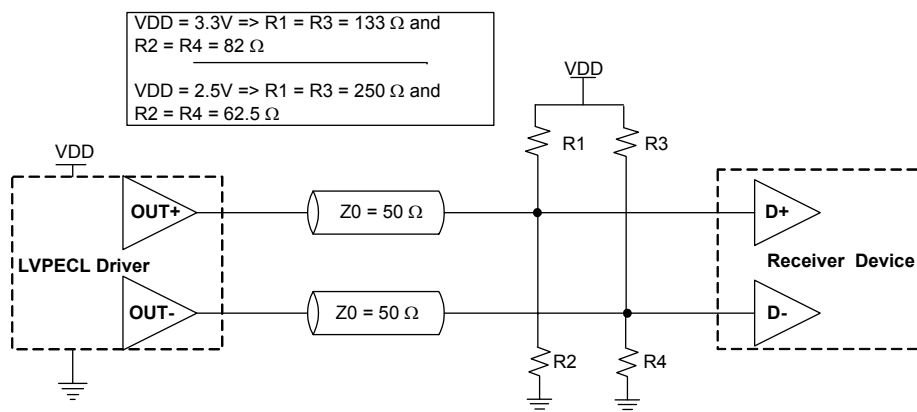 VDD = 3.3V => R1 = R3 = 133 Ω and
R2 = R4 = 82 Ω
VDD = 2.5V => R1 = R3 = 250 Ω and
R2 = R4 = 62.5 Ω
VDD
VDD
R1
R3
OUT+
Z0 = 50 Ω
D+
LVPECL Driver
Receiver Device
OUT-
Z0 = 50 Ω
D-
R2
R4